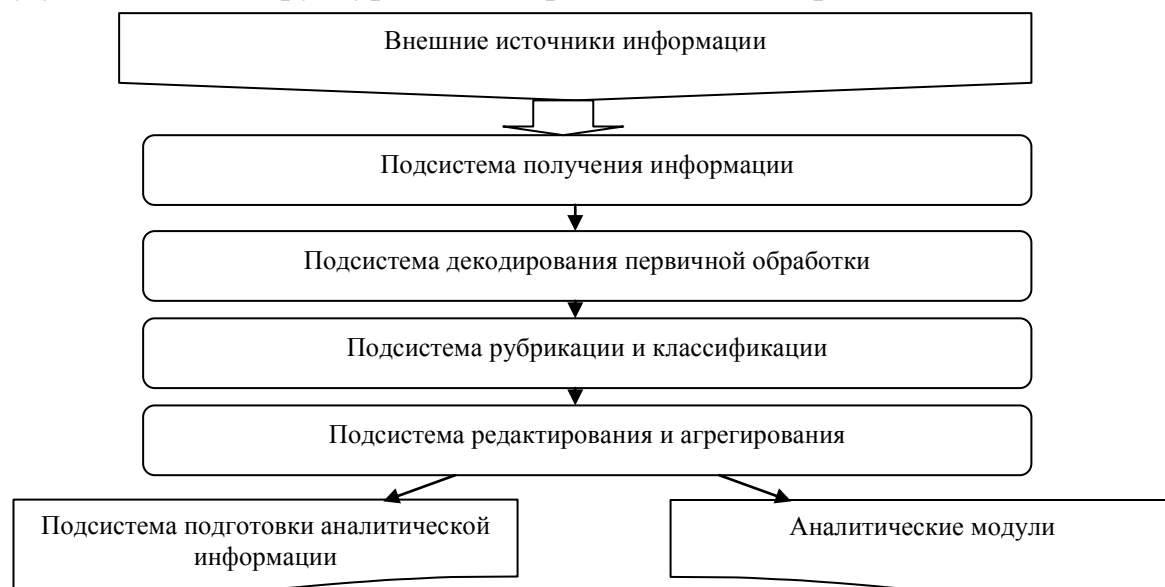 Внешние источники информации
Подсистема получения информации
Подсистема декодирования первичной обработки
Подсистема рубрикации и классификации
Подсистема редактирования и агрегирования
Подсистема подготовки аналитической
информации
Аналитические модули